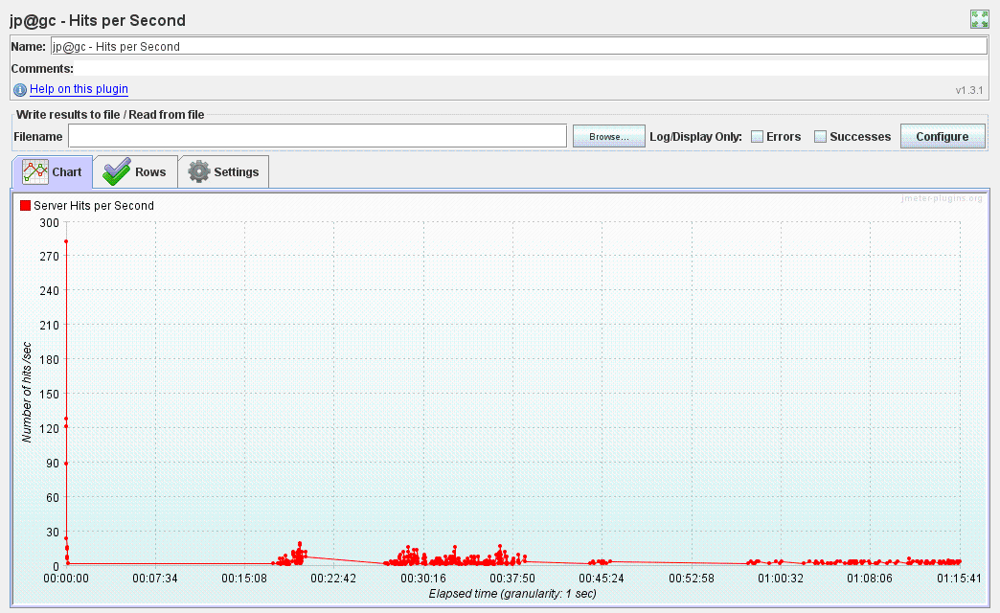 jp@gc - Hits per Second
Name: jp@gc - Hits per Second
Comments:
Help on this plugin v1.3.1
Write results to file / Read from file
Filename Browse... Log/Display Only: Errors Successes Configure
Chart Rows Settings
Server Hits per Second jmeter-plugins.org
300
270
240
210
180
150
120
90
60
30
0
Number of hits /sec
00:00:00 00:07:34 00:15:08 00:22:42 00:30:16 00:37:50 00:45:24 00:52:58 01:00:32 01:08:06 01:15:41
Elapsed time (granularity: 1 sec)